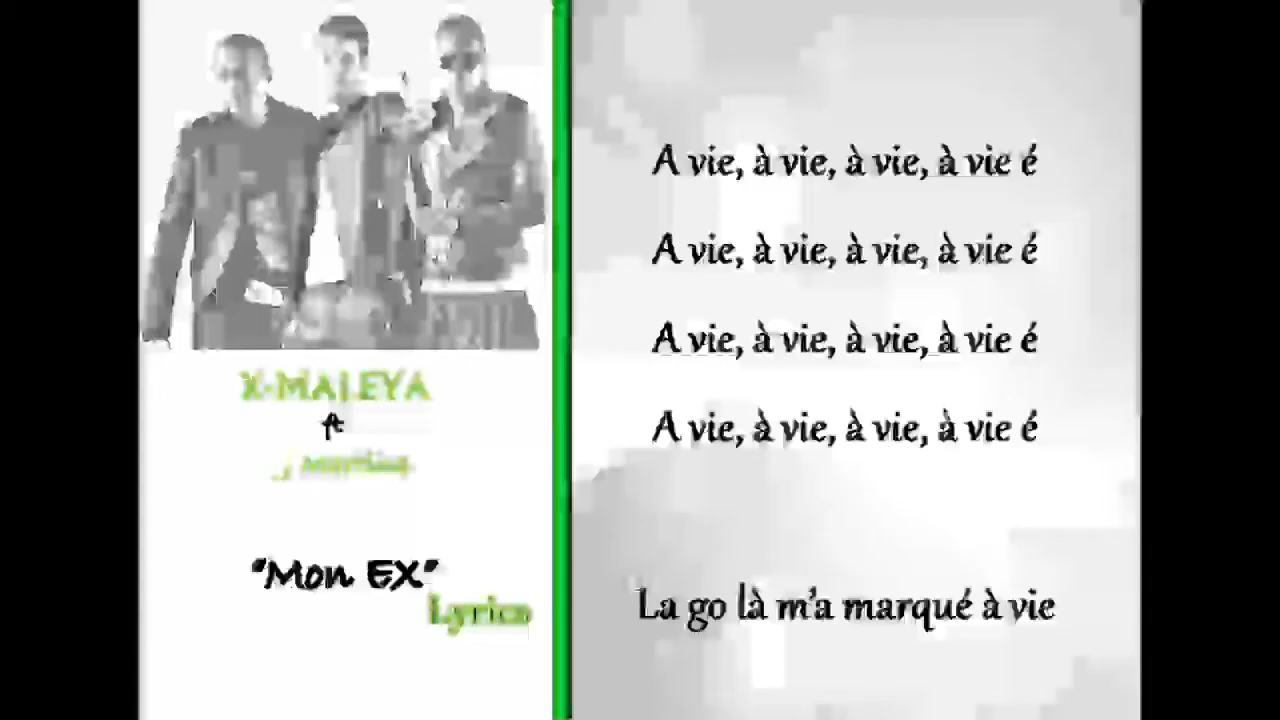 X-MALEYA
ft
J Martins
"Mon EX"
Lyrics
A vie, à vie, à vie, à vie é
A vie, à vie, à vie, à vie é
A vie, à vie, à vie, à vie é
A vie, à vie, à vie, à vie é
La go là m'a marqué à vie